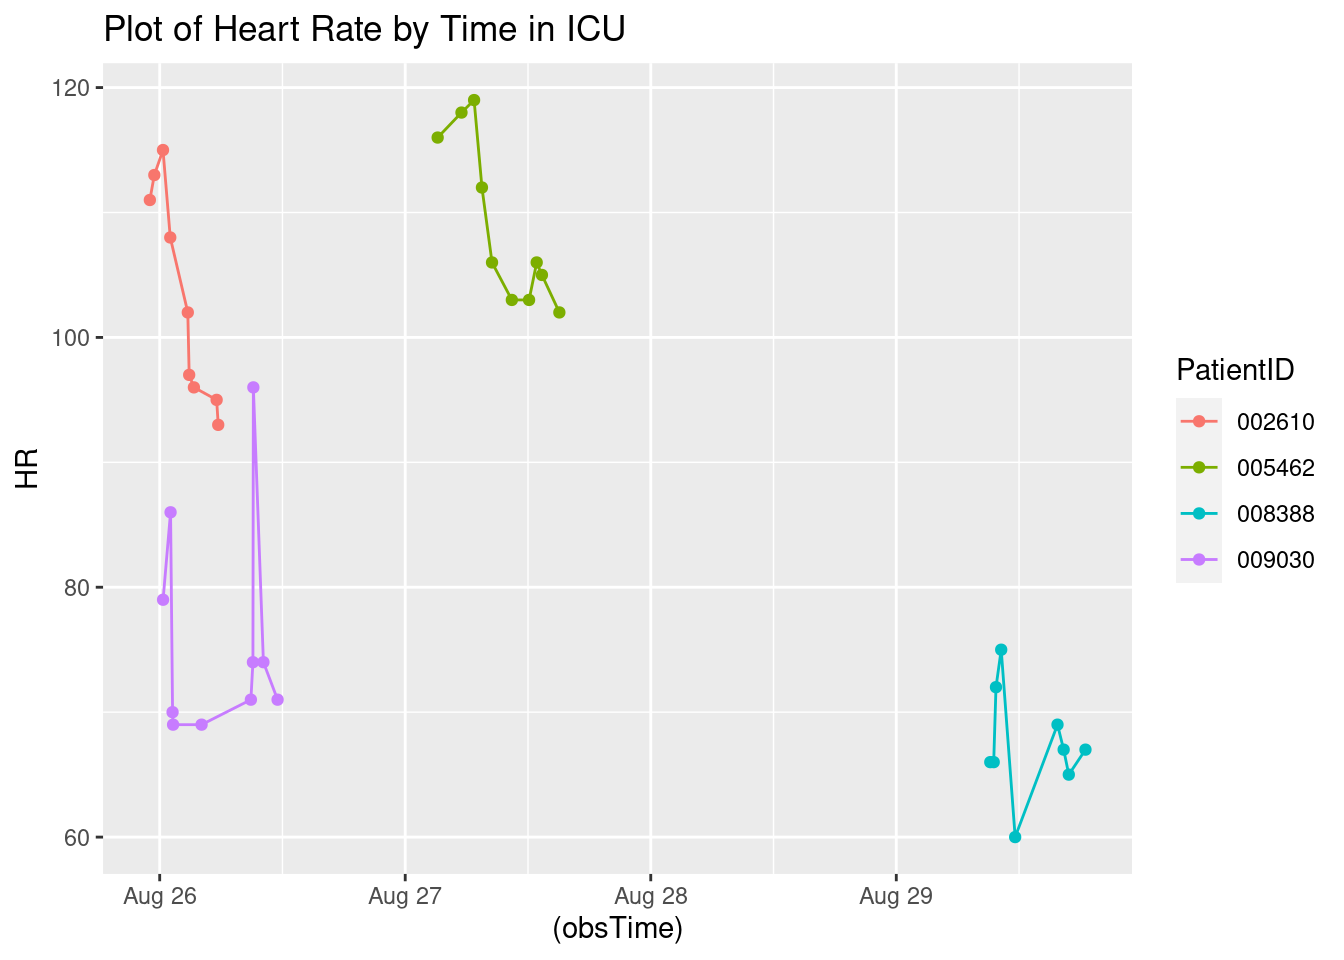 Plot of Heart Rate by Time in ICU
120
100
80
60
HR
Aug 26 Aug 27 Aug 28 Aug 29
(obsTime)
PatientID
002610
005462
008388
009030